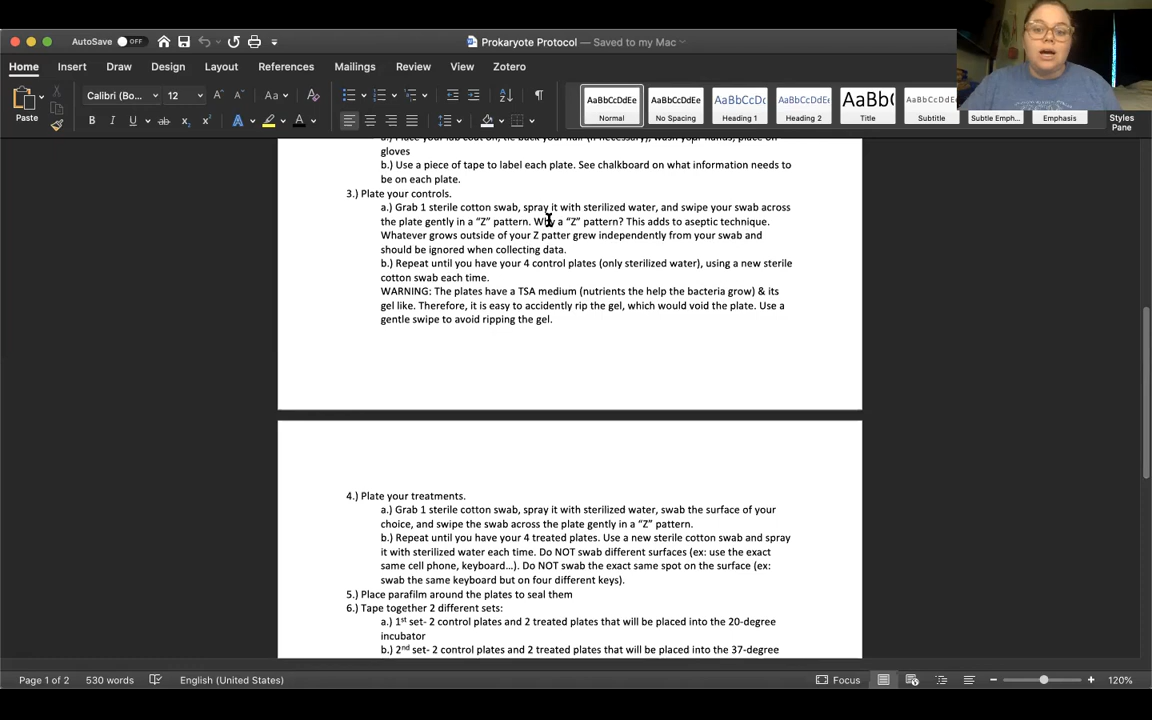 AutoSave OFF
Prokaryote Protocol — Saved to my Mac
Home Insert Draw Design Layout References Mailings Review View Zotero
Paste
Calibri (Bo... 12 A A Aa A
B I U ab x₂ x² A A
AaBbCcDdEe AaBbCcDdEe AaBbCcDc AaBbCcDdEe AaBb( AaBbCcDdEe AaBbCcDdEe AaBbCcDdEe
Normal No Spacing Heading 1 Heading 2 Title Subtitle Subtle Emph... Emphasis
Styles
Pane
gloves
b.) Use a piece of tape to label each plate. See chalkboard on what information needs to
be on each plate.
3.) Plate your controls.
a.) Grab 1 sterile cotton swab, spray it with sterilized water, and swipe your swab across
the plate gently in a “Z” pattern. Why a “Z” pattern? This adds to aseptic technique.
Whatever grows outside of your Z patter grew independently from your swab and
should be ignored when collecting data.
b.) Repeat until you have your 4 control plates (only sterilized water), using a new sterile
cotton swab each time.
WARNING: The plates have a TSA medium (nutrients the help the bacteria grow) & its
gel like. Therefore, it is easy to accidently rip the gel, which would void the plate. Use a
gentle swipe to avoid ripping the gel.
4.) Plate your treatments.
a.) Grab 1 sterile cotton swab, spray it with sterilized water, swab the surface of your
choice, and swipe the swab across the plate gently in a “Z” pattern.
b.) Repeat until you have your 4 treated plates. Use a new sterile cotton swab and spray
it with sterilized water each time. Do NOT swab different surfaces (ex: use the exact
same cell phone, keyboard...). Do NOT swab the exact same spot on the surface (ex:
swab the same keyboard but on four different keys).
5.) Place parafilm around the plates to seal them
6.) Tape together 2 different sets:
a.) 1st set- 2 control plates and 2 treated plates that will be placed into the 20-degree
incubator
b.) 2nd set- 2 control plates and 2 treated plates that will be placed into the 37-degree
Page 1 of 2 530 words English (United States) Focus 120%